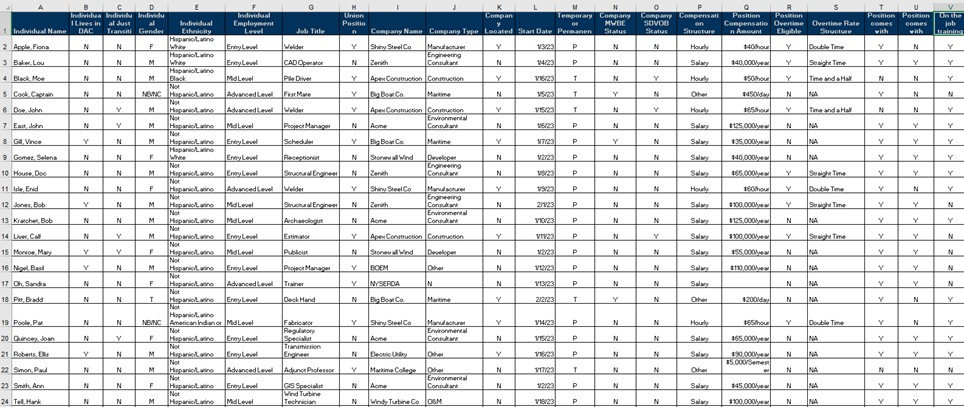 A B C D E F G H I J K L M N O P Q R S T U V
1 Individual Name Individua l Lives in DAC Individu al Just Transiti Individu al Gender Individual Ethnicity Individual Employment Level Job Title Union Positio n Company Name Company Type Compan y Located Start Date Temporary or Permanen Company MWBE Status Company SDVOB Status Compensati on Structure Position Compensatio n Amount Position Overtime Eligible Overtime Rate Structure Position comes with Position comes with On the job training
2 Apple, Fiona N N F Hispanic/Latino White Entry Level Welder Y Shiny Steel Co Manufacturer Y 1/3/23 P N N Hourly $40/hour Y Double Time Y N Y
3 Baker, Lou N N M Hispanic/Latino White Entry Level CAD Operator N Zenith Engineering Consultant N 1/4/23 P N N Salary $40,000/year Y Straight Time Y Y Y
4 Black, Moe N N M Hispanic/Latino Black Mid Level Pile Driver Y Apex Construction Construction Y 1/16/23 T N Y Hourly $50/hour Y Time and a Half N N Y
5 Cook, Captain N N NB/NC Not Hispanic/Latino Advanced Level First Mate N Big Boat Co. Maritime N 1/5/23 T Y N Other $450/day N NA Y N N
6 Doe, John N Y M Not Hispanic/Latino Advanced Level Welder Y Apex Construction Construction Y 1/15/23 T N Y Hourly $65/hour Y Time and a Half N N Y
7 East, John N Y M Not Hispanic/Latino Mid Level Project Manager N Acme Environmental Consultant N 1/6/23 P N N Salary $125,000/year N NA Y Y Y
8 Gill, Vince Y N M Not Hispanic/Latino Entry Level Scheduler Y Big Boat Co. Maritime Y 1/7/23 P Y N Salary $35,000/year N NA Y Y Y
9 Gomez, Selena N N F Hispanic/Latino White Entry Level Receptionist N Stonewall Wind Developer N 1/2/23 P N N Salary $40,000/year N NA Y Y Y
10 House, Doo N N M Not Hispanic/Latino Entry Level Structural Engineer N Zenith Engineering Consultant N 1/8/23 P N N Salary $65,000/year Y Straight Time Y Y Y
11 Isle, Enid N N F Not Hispanic/Latino Advanced Level Welder Y Shiny Steel Co Manufacturer Y 1/9/23 P N N Hourly $60/hour Y Double Time Y N N
12 Jones, Bob Y N M Not Hispanic/Latino Entry Level Structural Engineer N Zenith Engineering Consultant N 2/1/23 P N N Salary $100,000/year Y Straight Time Y Y N
13 Kratchet, Bob N N M Not Hispanic/Latino Mid Level Archaeologist N Acme Environmental Consultant N 1/10/23 P N N Salary $125,000/year N NA Y Y N
14 Liver, Calf N Y M Not Hispanic/Latino Entry Level Estimator Y Apex Construction Construction Y 1/11/23 P N Y Salary $100,000/year Y Straight Time Y Y N
15 Monroe, Mary Y Y F Not Hispanic/Latino Mid Level Publicist N Stonewall Wind Developer N 1/2/23 P N N Salary $55,000/year N NA Y Y Y
16 Nigel, Basil Y N M Not Hispanic/Latino Entry Level Project Manager N BOEM Other N 1/12/23 P N N Salary $110,000/year N NA Y Y N
17 Oh, Sandra N N F Not Hispanic/Latino Advanced Level Trainer Y NYSERDA N N 1/13/23 P N N Salary N NA Y Y
18 Pitt, Bradd N N T Not Hispanic/Latino Entry Level Deck Hand N Big Boat Co. Maritime Y 2/2/23 T Y N Other $200/day N NA Y N Y
19 Poole, Pat N N NB/NC Not Hispanic/Latino American Indian or Mid Level Fabricator Y Shiny Steel Co Manufacturer Y 1/14/23 P N N Hourly $65/hour Y Double Time Y N N
20 Quincey, Joan N Y F Not Hispanic/Latino Entry Level Regulatory Specialist N Acme Environmental Consultant N 1/15/23 P N N Salary $65,000/year N NA Y Y N
21 Roberts, Ellis Y N M Not Hispanic/Latino Entry Level Transmission Engineer N Electric Utility Other Y 1/16/23 P N N Salary $90,000/year N NA Y Y Y
22 Simon, Paul N N M Not Hispanic/Latino Entry Level Adjunct Professor Y Maritime College Other N 1/17/23 T N N Other $5,000/Semest er N NA N N N
23 Smith, Ann N N F Not Hispanic/Latino Entry Level GIS Specialist N Acme Environmental Consultant N 1/2/23 P N N Salary $45,000/year N NA Y Y Y
24 Tell, Hank N N M Not Hispanic/Latino Mid Level Wind Turbine Technician N Windy Turbine Co O&M N 1/18/23 P N N Salary $100,000/year N NA Y Y Y